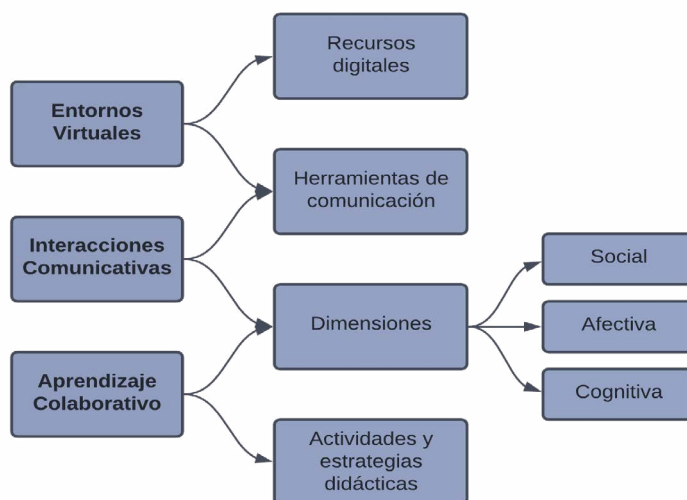 Entornos
Virtuales
Interacciones
Comunicativas
Aprendizaje
Colaborativo
Recursos
digitales
Herramientas de
comunicación
Dimensiones
Actividades y
estrategias
didácticas
Social
Afectiva
Cognitiva